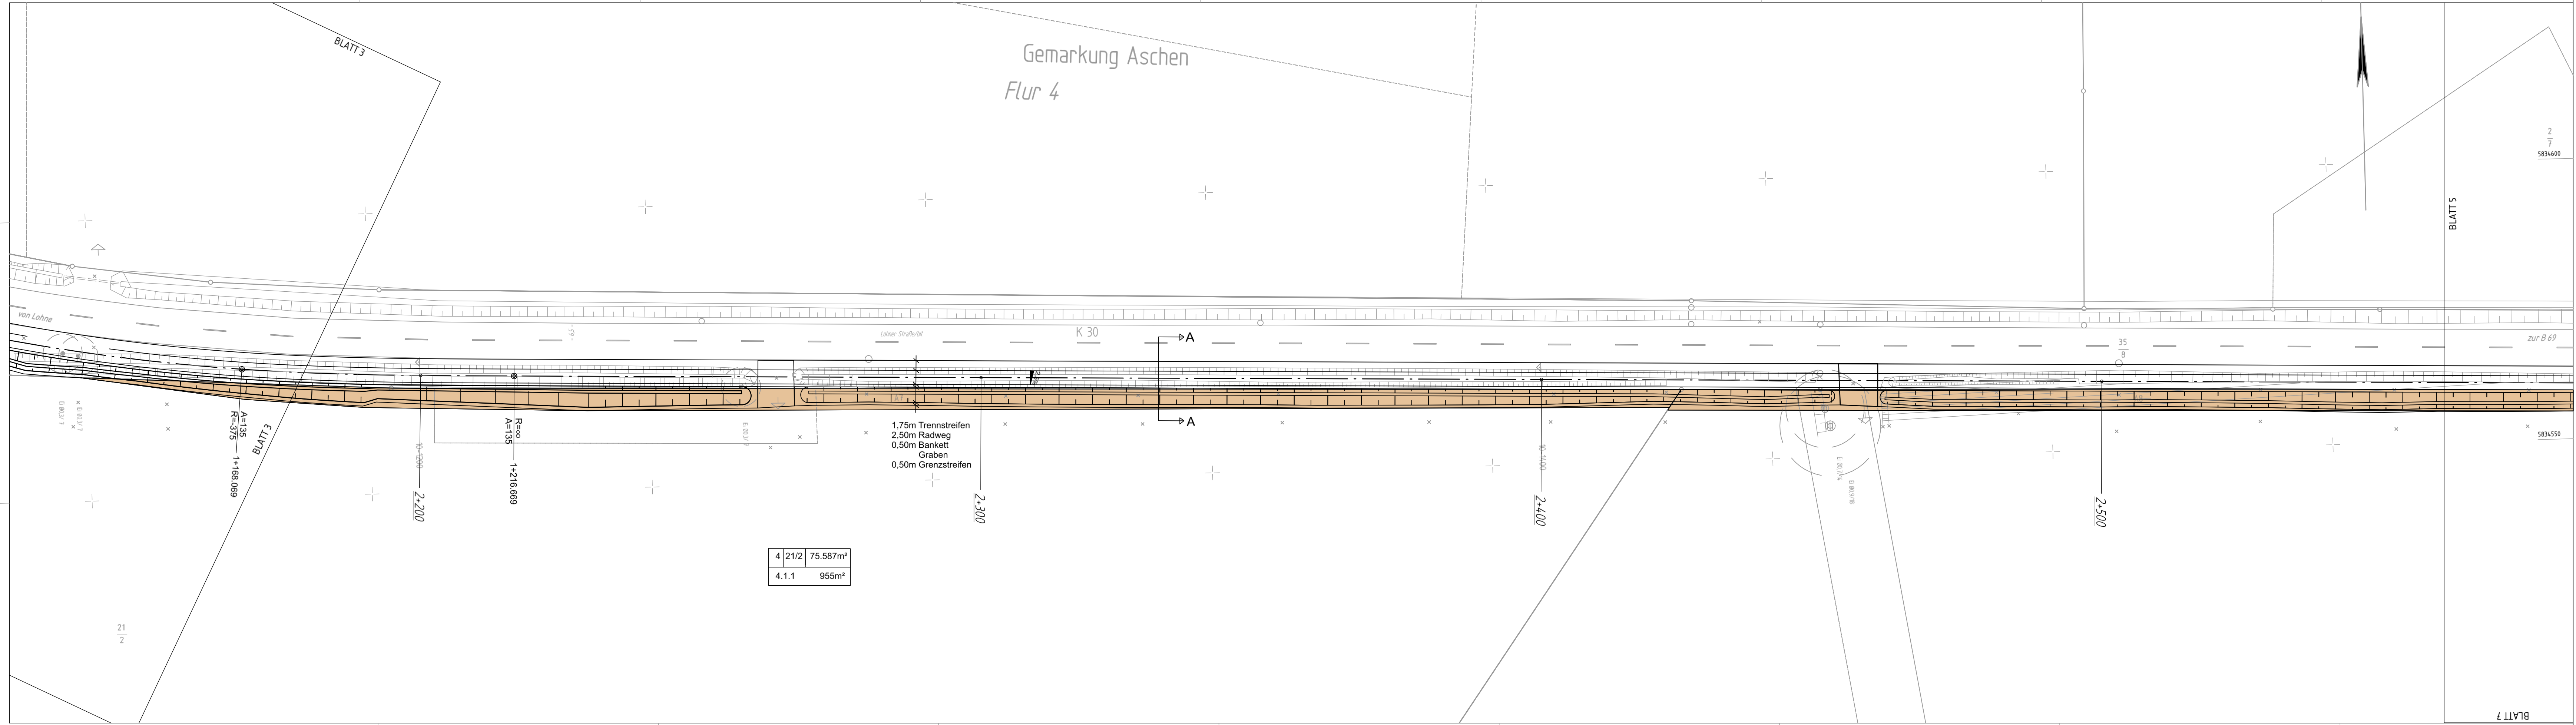 BLATT 3
Gemarkung Aschen
Flur 4
2
7
5834600
BLATT 5
von Lohne
Lohner Straße/bit
K 30
35
8
zur B 69
A
A
A=135
R=-375
1+168.069
BLATT 3
R=∞
A=135
1+216.669
1,75m Trennstreifen
2,50m Radweg
0,50m Bankett
Graben
0,50m Grenzstreifen
5834550
2+200
2+300
2+400
2+500
4 21/2 75.587m²
4.1.1 955m²
21
2
BLATT 7